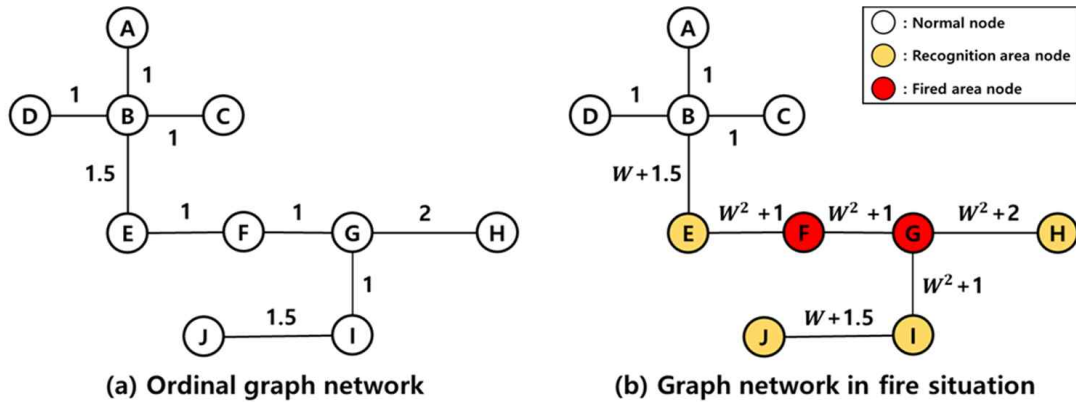 A
1
1
D
B
C
1
1.5
1
1
2
E
F
G
H
1
1.5
J
I
(a) Ordinal graph network
A
1
1
D
B
C
1
W+1.5
W² +1
W² +1
W²+2
E
F
G
H
W²+1
W+1.5
J
I
(b) Graph network in fire situation
: Normal node
: Recognition area node
: Fired area node